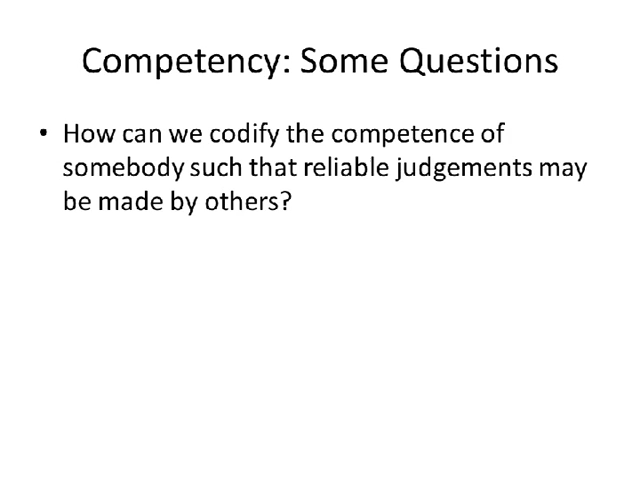 Competency: Some Questions
• How can we codify the competence of
somebody such that reliable judgements may
be made by others?